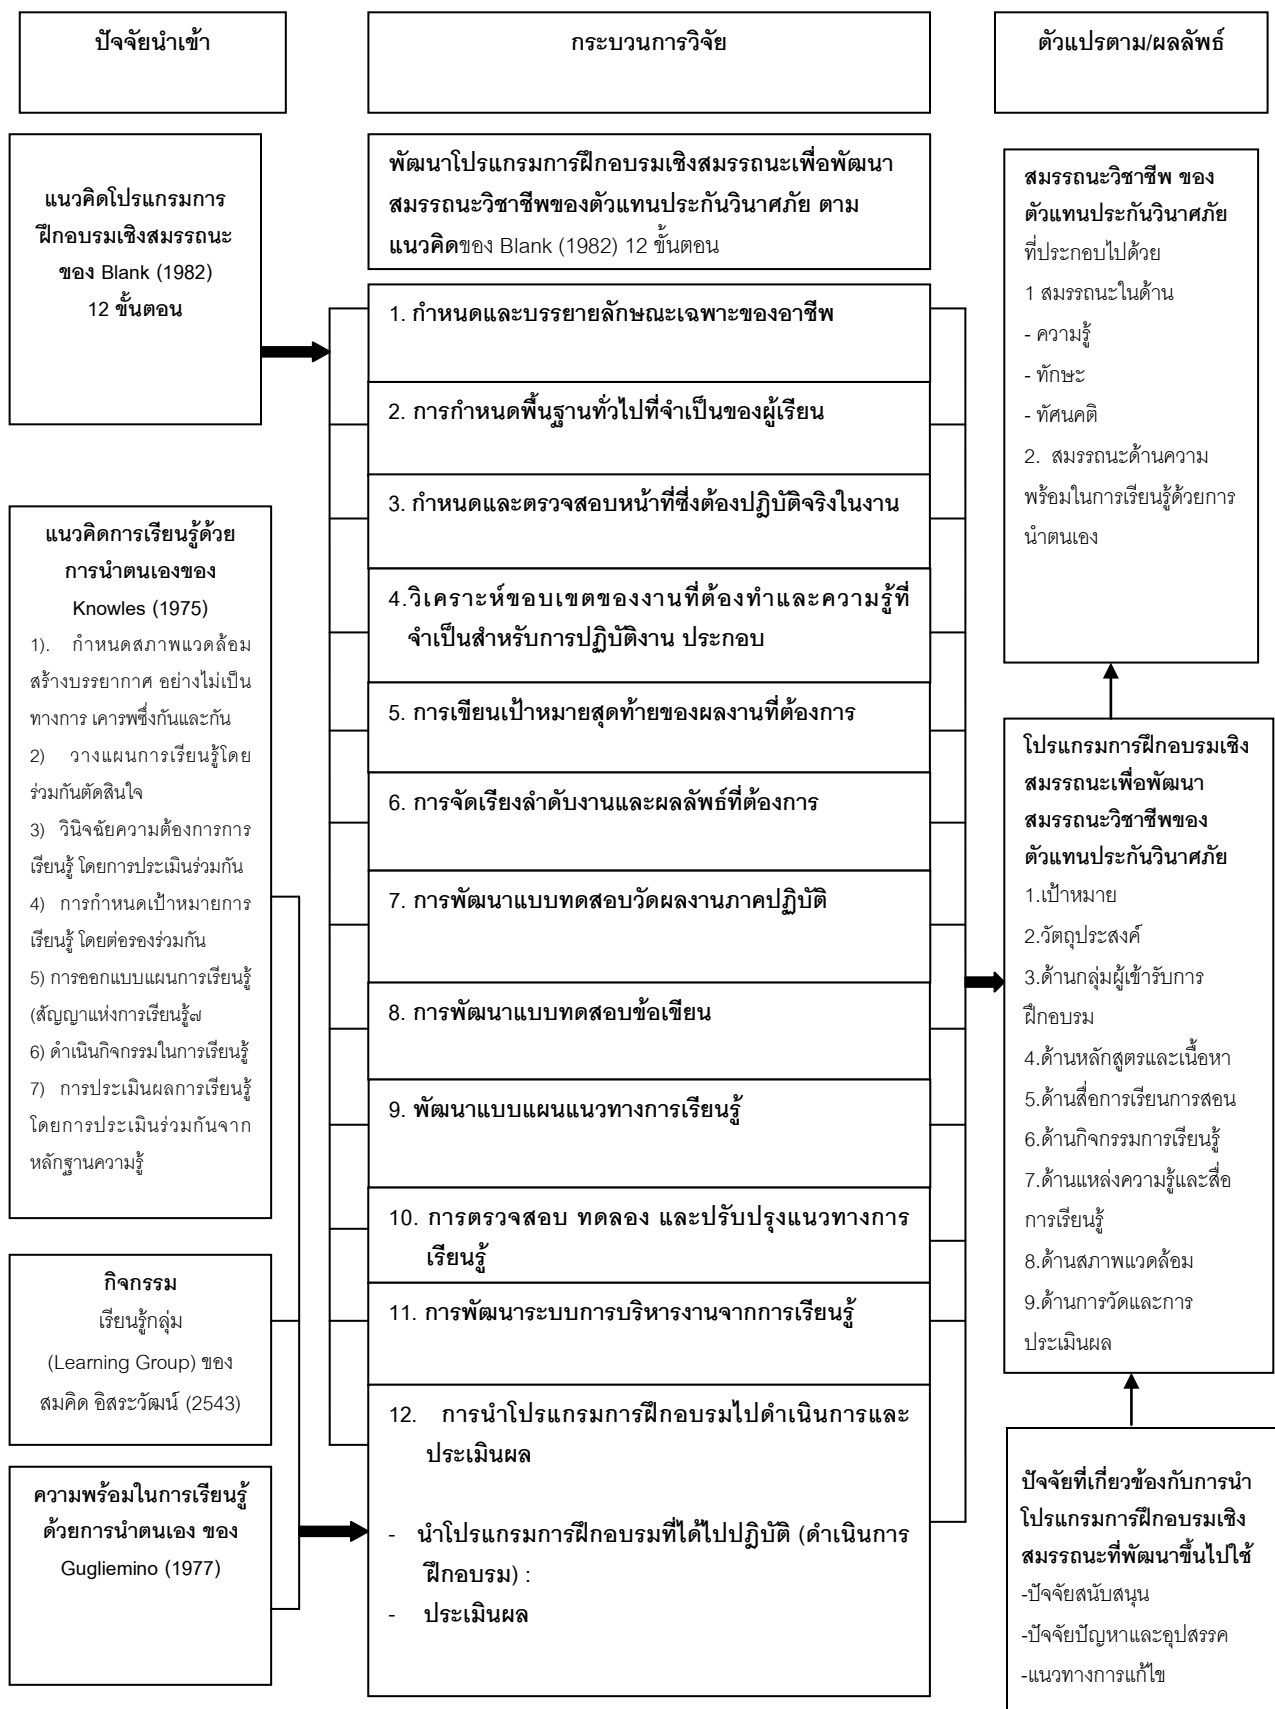 ปัจจัยนำเข้า
กระบวนการวิจัย
ตัวแปรตาม/ผลลัพธ์
แนวคิดโปรแกรมการ
ฝึกอบรมเชิงสมรรถนะ
ของ Blank (1982)
12 ขั้นตอน
แนวคิดการเรียนรู้ด้วย
การนำตนเองของ
Knowles (1975)
1). กำหนดสภาพแวดล้อม
สร้างบรรยากาศ อย่างไม่เป็น
ทางการ เคารพซึ่งกันและกัน
2) วางแผนการเรียนรู้โดย
ร่วมกันตัดสินใจ
3) วินิจฉัยความต้องการการ
เรียนรู้ โดยการประเมินร่วมกัน
4) การกำหนดเป้าหมายการ
เรียนรู้ โดยต่อรองร่วมกัน
5) การออกแบบแผนการเรียนรู้
(สัญญาแห่งการเรียนรู้๗
6) ดำเนินกิจกรรมในการเรียนรู้
7) การประเมินผลการเรียนรู้
โดยการประเมินร่วมกันจาก
หลักฐานความรู้
กิจกรรม
เรียนรู้กลุ่ม
(Learning Group) ของ
สมคิด อิสระวัฒน์ (2543)
ความพร้อมในการเรียนรู้
ด้วยการนำตนเอง ของ
Gugliemino (1977)
พัฒนาโปรแกรมการฝึกอบรมเชิงสมรรถนะเพื่อพัฒนา
สมรรถนะวิชาชีพของตัวแทนประกันวินาศภัย ตาม
แนวคิดของ Blank (1982) 12 ขั้นตอน
1. กำหนดและบรรยายลักษณะเฉพาะของอาชีพ
2. การกำหนดพื้นฐานทั่วไปที่จำเป็นของผู้เรียน
3. กำหนดและตรวจสอบหน้าที่ซึ่งต้องปฏิบัติจริงในงาน
4.วิเคราะห์ขอบเขตของงานที่ต้องทำและความรู้ที่
จำเป็นสำหรับการปฏิบัติงาน ประกอบ
5. การเขียนเป้าหมายสุดท้ายของผลงานที่ต้องการ
6. การจัดเรียงลำดับงานและผลลัพธ์ที่ต้องการ
7. การพัฒนาแบบทดสอบวัดผลงานภาคปฏิบัติ
8. การพัฒนาแบบทดสอบข้อเขียน
9. พัฒนาแบบแผนแนวทางการเรียนรู้
10. การตรวจสอบ ทดลอง และปรับปรุงแนวทางการ
เรียนรู้
11. การพัฒนาระบบการบริหารงานจากการเรียนรู้
12. การนำโปรแกรมการฝึกอบรมไปดำเนินการและ
ประเมินผล
- นำโปรแกรมการฝึกอบรมที่ได้ไปปฏิบัติ (ดำเนินการ
ฝึกอบรม) :
- ประเมินผล
สมรรถนะวิชาชีพ ของ
ตัวแทนประกันวินาศภัย
ที่ประกอบไปด้วย
1 สมรรถนะในด้าน
- ความรู้
- ทักษะ
- ทัศนคติ
2. สมรรถนะด้านความ
พร้อมในการเรียนรู้ด้วยการ
นำตนเอง
โปรแกรมการฝึกอบรมเชิง
สมรรถนะเพื่อพัฒนา
สมรรถนะวิชาชีพของ
ตัวแทนประกันวินาศภัย
1.เป้าหมาย
2.วัตถุประสงค์
3.ด้านกลุ่มผู้เข้ารับการ
ฝึกอบรม
4.ด้านหลักสูตรและเนื้อหา
5.ด้านสื่อการเรียนการสอน
6.ด้านกิจกรรมการเรียนรู้
7.ด้านแหล่งความรู้และสื่อ
การเรียนรู้
8.ด้านสภาพแวดล้อม
9.ด้านการวัดและการ
ประเมินผล
ปัจจัยที่เกี่ยวข้องกับการนำ
โปรแกรมการฝึกอบรมเชิง
สมรรถนะที่พัฒนาขึ้นไปใช้
-ปัจจัยสนับสนุน
-ปัจจัยปัญหาและอุปสรรค
-แนวทางการแก้ไข